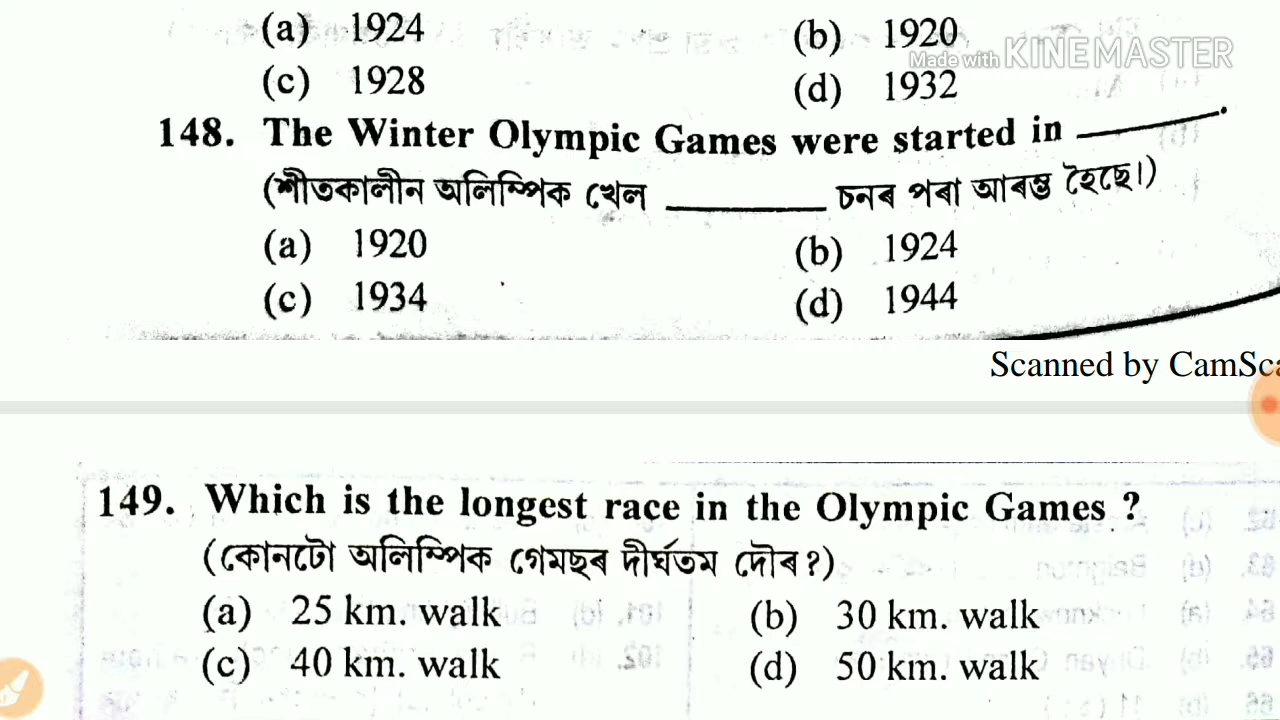 (a) 1924 (b) 1920
Made with KINEMASTER
(c) 1928 (d) 1932
148. The Winter Olympic Games were started in ________.
(শীতকালীন অলিম্পিক খেল ________ চনৰ পৰা আৰম্ভ হৈছে।)
(a) 1920 (b) 1924
(c) 1934 (d) 1944
Scanned by CamSca
149. Which is the longest race in the Olympic Games ?
(কোনটো অলিম্পিক গেমছৰ দীৰ্ঘতম দৌৰ?)
(a) 25 km. walk (b) 30 km. walk
(c) 40 km. walk (d) 50 km. walk